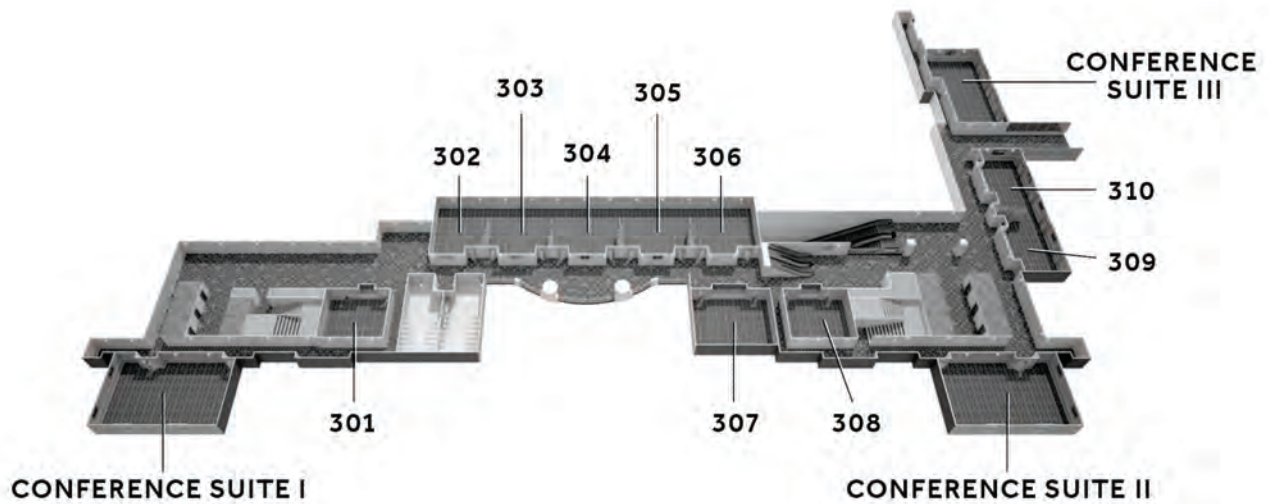 CONFERENCE
SUITE III
303
305
302
304
306
310
309
301
307
308
CONFERENCE SUITE I
CONFERENCE SUITE II